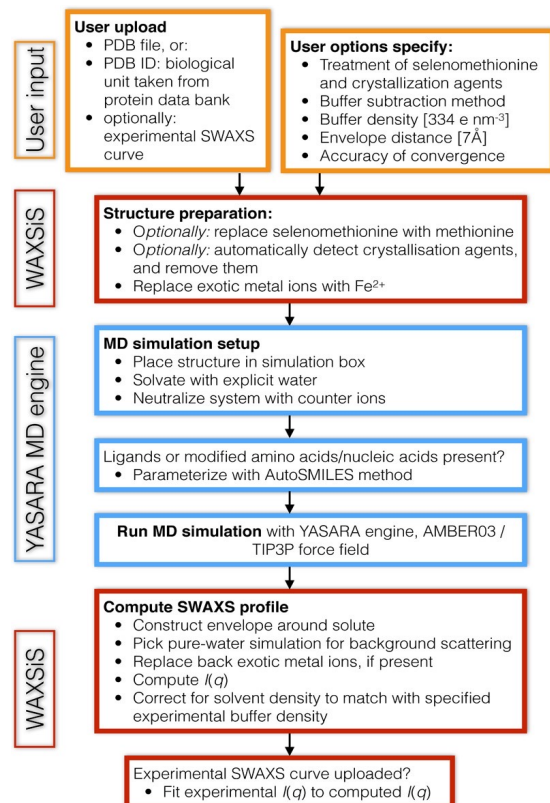 User input
User upload
• PDB file, or:
• PDB ID: biological
unit taken from
protein data bank
• optionally:
experimental SWAXS
curve
User options specify:
• Treatment of selenomethionine
and crystallization agents
• Buffer subtraction method
• Buffer density [334 e nm-3]
• Envelope distance [7Å]
• Accuracy of convergence
WAXSiS
Structure preparation:
• Optionally: replace selenomethionine with methionine
• Optionally: automatically detect crystallisation agents,
and remove them
• Replace exotic metal ions with Fe2+
YASARA MD engine
MD simulation setup
• Place structure in simulation box
• Solvate with explicit water
• Neutralize system with counter ions
Ligands or modified amino acids/nucleic acids present?
• Parameterize with AutoSMILES method
Run MD simulation with YASARA engine, AMBER03 /
TIP3P force field
WAXSiS
Compute SWAXS profile
• Construct envelope around solute
• Pick pure-water simulation for background scattering
• Replace back exotic metal ions, if present
• Compute I(q)
• Correct for solvent density to match with specified
experimental buffer density
Experimental SWAXS curve uploaded?
• Fit experimental I(q) to computed I(q)